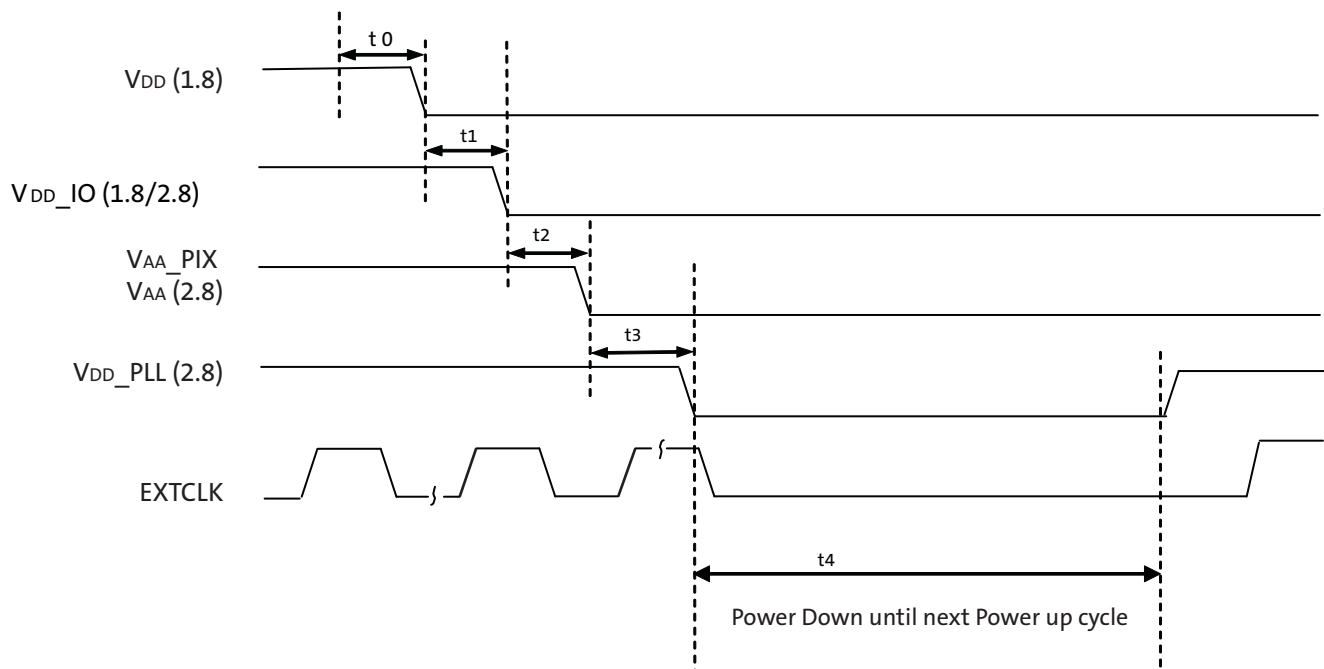 t 0
VDD (1.8)
t1
VDD_IO (1.8/2.8)
t2
VAA_PIX
VAA (2.8)
t3
VDD_PLL (2.8)
EXTCLK
t4
Power Down until next Power up cycle